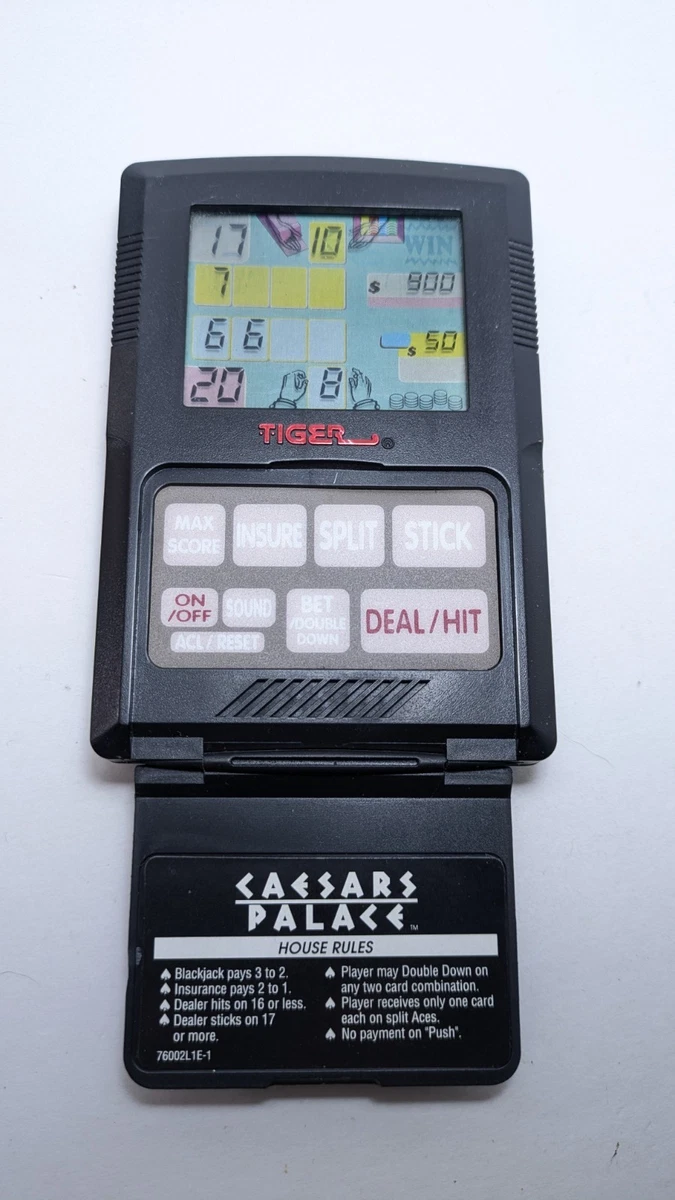 17 10 WIN
7 $ 900
6 6 $ 50
20 8
TIGER®
MAX
SCORE
INSURE
SPLIT
STICK
ON
/OFF
SOUND
BET
/DOUBLE
DOWN
DEAL/HIT
ACL / RESET
CAESARS
PALACE™
HOUSE RULES
♠ Blackjack pays 3 to 2.
♠ Insurance pays 2 to 1.
♠ Dealer hits on 16 or less.
♠ Dealer sticks on 17
or more.
♠ Player may Double Down on
any two card combination.
♠ Player receives only one card
each on split Aces.
♠ No payment on "Push".
76002L1E-1